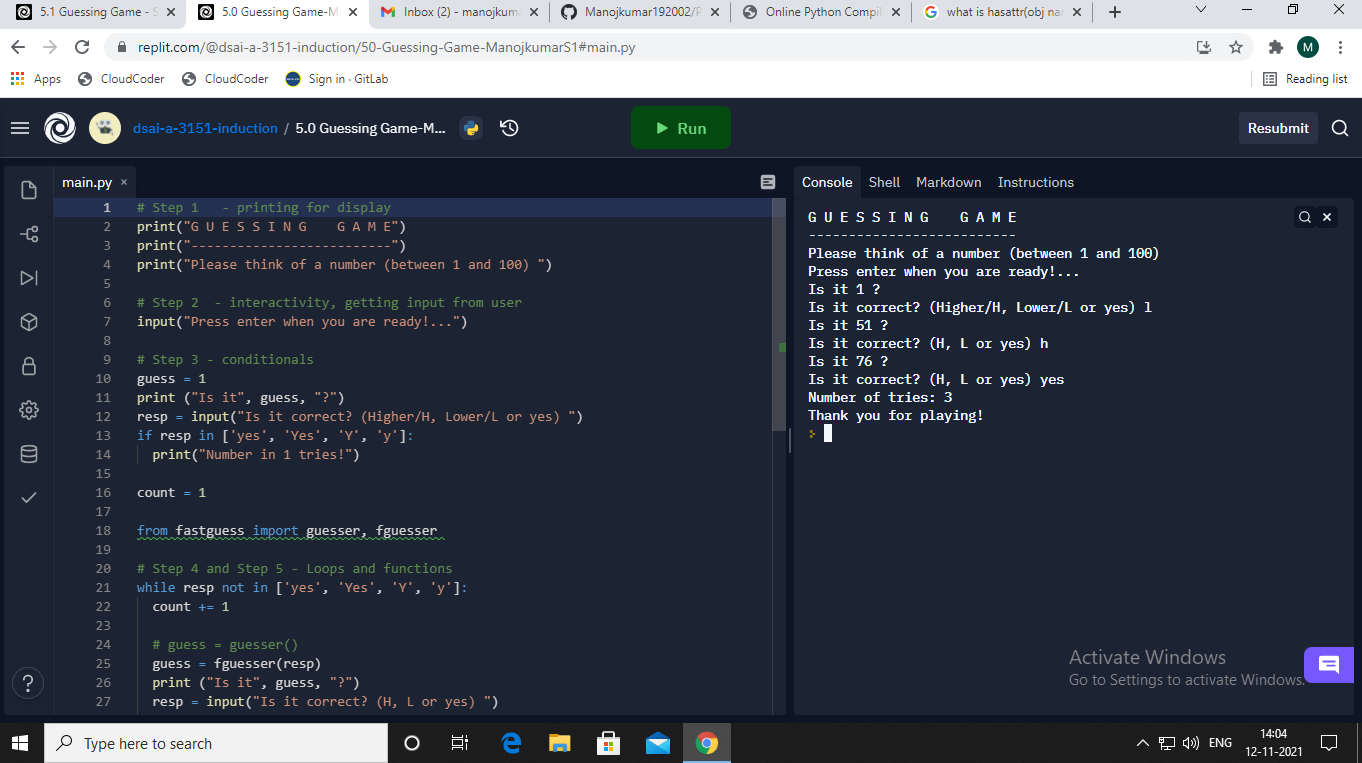 5.1 Guessing Game - S
5.0 Guessing Game-M
Inbox (2) - manojkuma
Manojkumar192002/P
Online Python Compil
what is hasattr(obj nar
replit.com/@dsai-a-3151-induction/50-Guessing-Game-ManojkumarS1#main.py
M
Apps
CloudCoder
CloudCoder
Sign in · GitLab
Reading list
dsai-a-3151-induction / 5.0 Guessing Game-M...
Run
Resubmit
main.py
1 # Step 1   - printing for display
2 print("G U E S S I N G    G A M E")
3 print("--------------------------")
4 print("Please think of a number (between 1 and 100) ")
5
6 # Step 2  - interactivity, getting input from user
7 input("Press enter when you are ready!...")
8
9 # Step 3 - conditionals
10 guess = 1
11 print ("Is it", guess, "?")
12 resp = input("Is it correct? (Higher/H, Lower/L or yes) ")
13 if resp in ['yes', 'Yes', 'Y', 'y']:
14   print("Number in 1 tries!")
15
16 count = 1
17
18 from fastguess import guesser, fguesser
19
20 # Step 4 and Step 5 - Loops and functions
21 while resp not in ['yes', 'Yes', 'Y', 'y']:
22   count += 1
23
24   # guess = guesser()
25   guess = fguesser(resp)
26   print ("Is it", guess, "?")
27   resp = input("Is it correct? (H, L or yes) ")
Console Shell Markdown Instructions
G U E S S I N G    G A M E
--------------------------
Please think of a number (between 1 and 100)
Press enter when you are ready!...
Is it 1 ?
Is it correct? (Higher/H, Lower/L or yes) l
Is it 51 ?
Is it correct? (H, L or yes) h
Is it 76 ?
Is it correct? (H, L or yes) yes
Number of tries: 3
Thank you for playing!
Activate Windows
Go to Settings to activate Windows.
?
Type here to search
ENG
14:04
12-11-2021